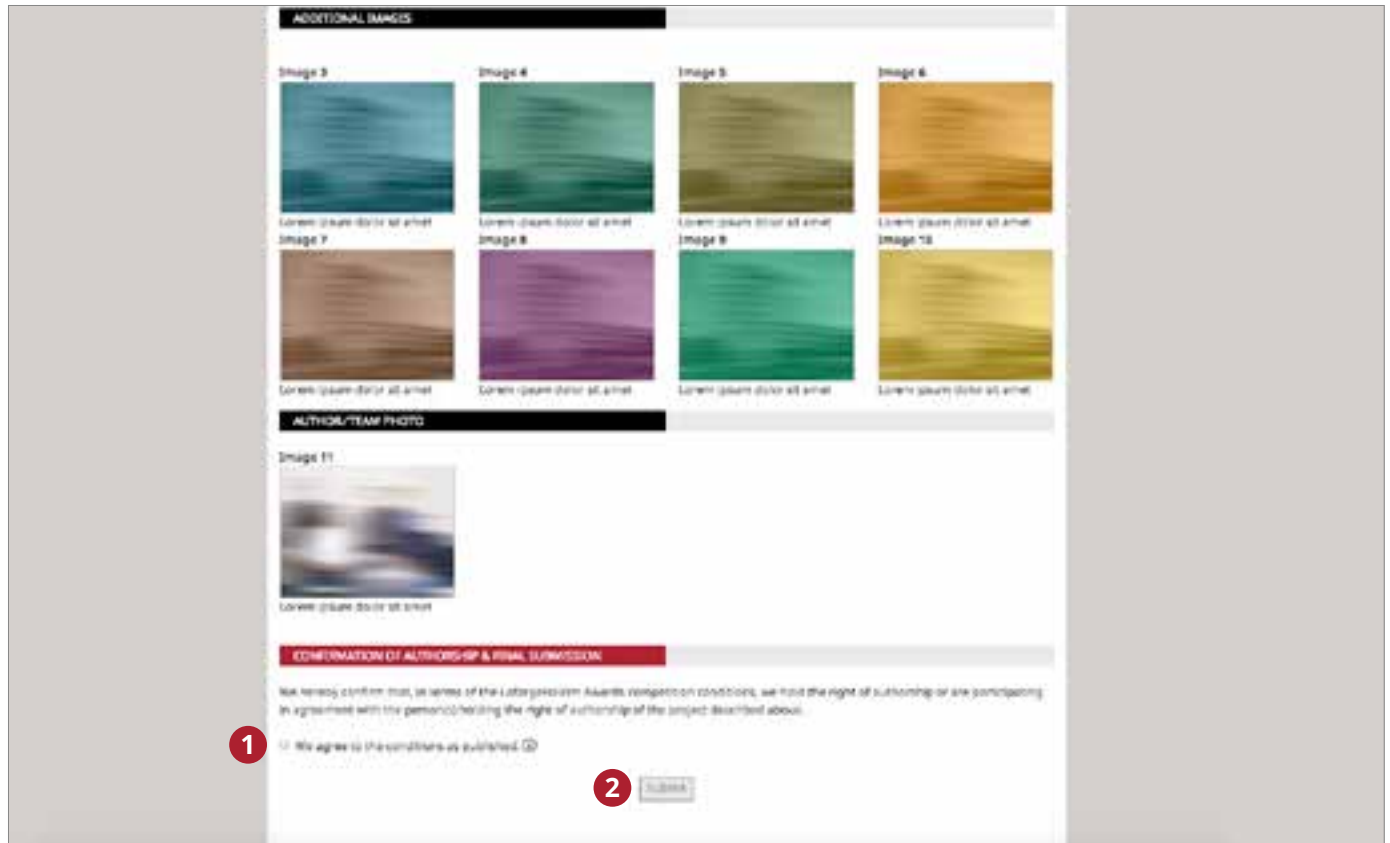 ADDITIONAL IMAGES
Image 3 Image 4 Image 5 Image 6
Lorem ipsum dolor sit amet Lorem ipsum dolor sit amet Lorem ipsum dolor sit amet Lorem ipsum dolor sit amet
Image 7 Image 8 Image 9 Image 10
Lorem ipsum dolor sit amet Lorem ipsum dolor sit amet Lorem ipsum dolor sit amet Lorem ipsum dolor sit amet
AUTHOR/TEAM PHOTO
Image 11
Lorem ipsum dolor sit amet
CONFIRMATION OF AUTHORSHIP & FINAL SUBMISSION
We hereby confirm that, in terms of the LafargeHolcim Awards competition conditions, we hold the right of authorship or are participating
in agreement with the person(s) holding the right of authorship of the project described above.
1 We agree to the conditions as published.
2 SUBMIT